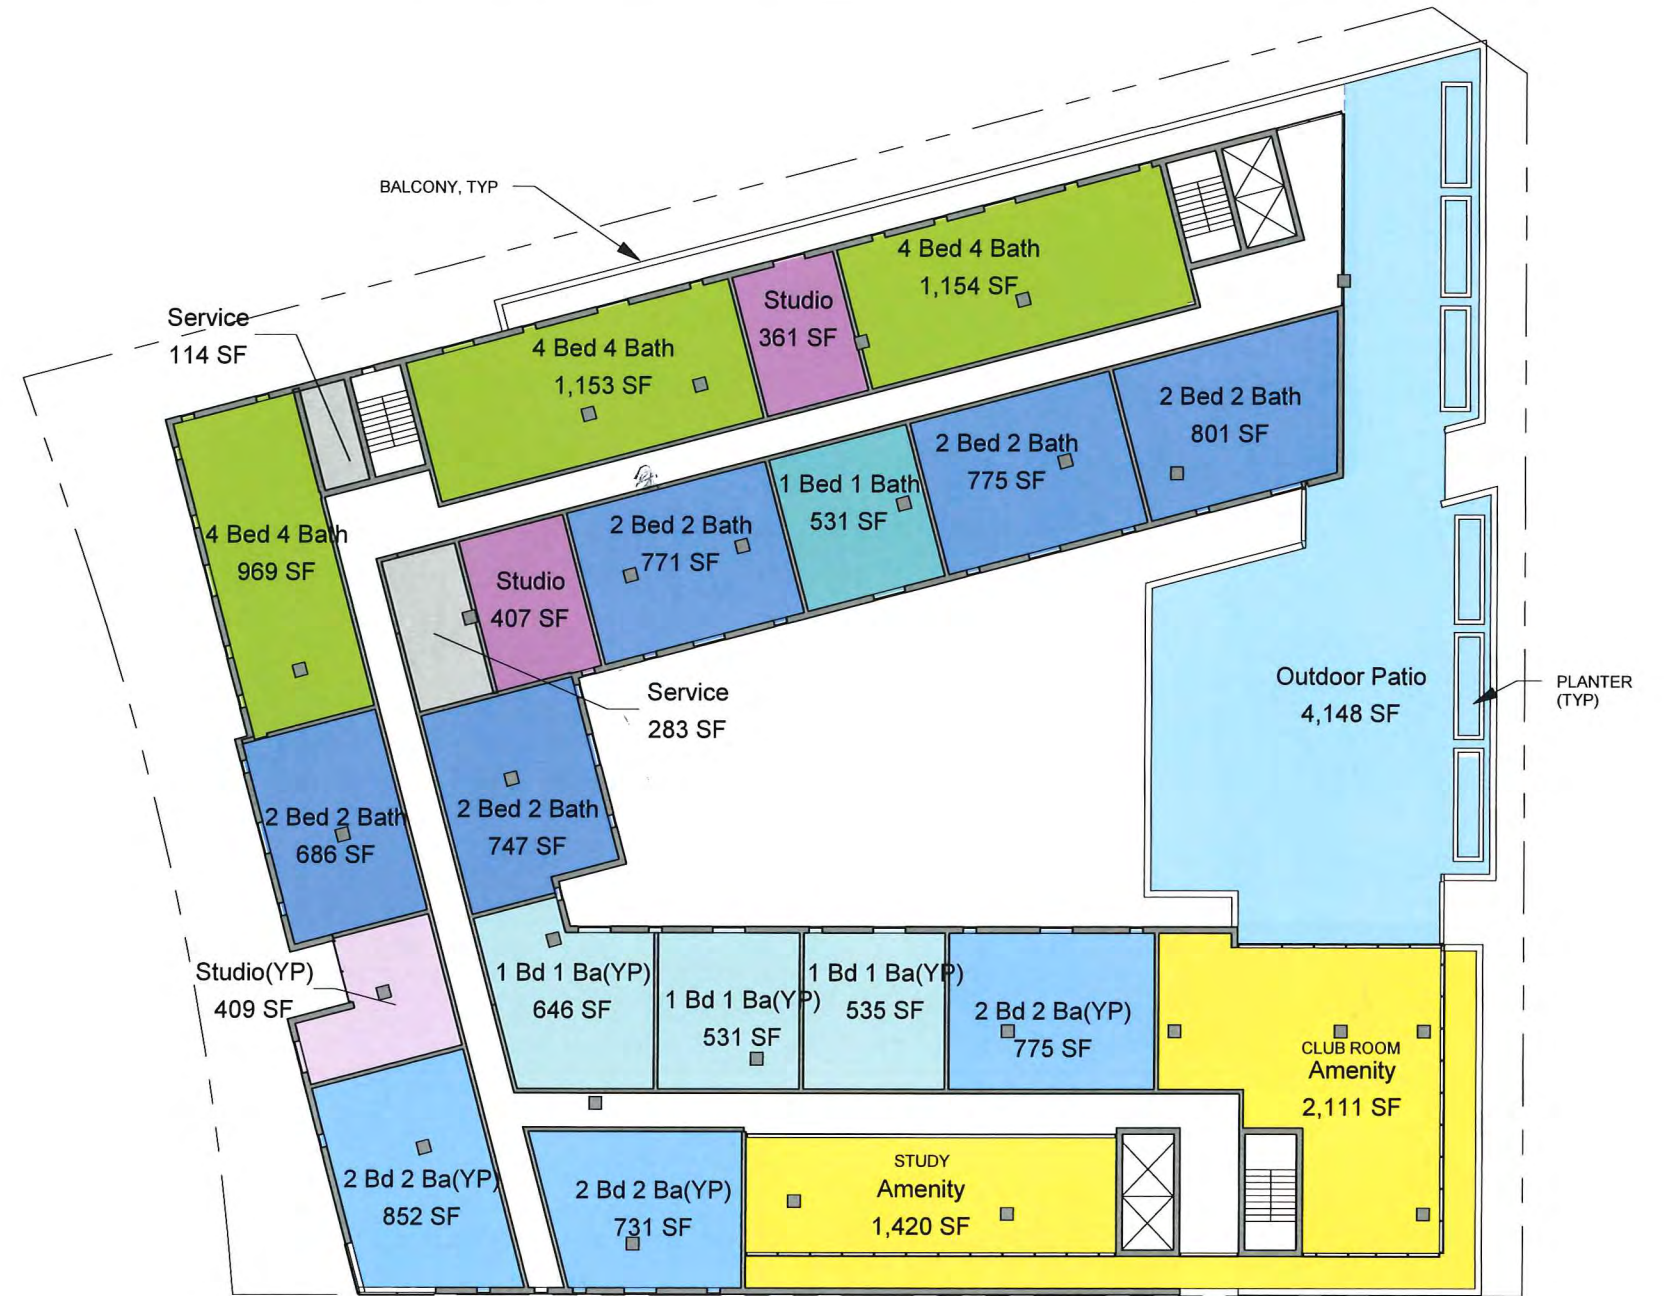 BALCONY, TYP
4 Bed 4 Bath
1,154 SF
Studio
361 SF
Service
114 SF
4 Bed 4 Bath
1,153 SF
2 Bed 2 Bath
801 SF
2 Bed 2 Bath
775 SF
1 Bed 1 Bath
531 SF
2 Bed 2 Bath
771 SF
4 Bed 4 Bath
969 SF
Studio
407 SF
Service
283 SF
Outdoor Patio
4,148 SF
PLANTER
(TYP)
2 Bed 2 Bath
686 SF
2 Bed 2 Bath
747 SF
Studio(YP)
409 SF
1 Bd 1 Ba(YP)
646 SF
1 Bd 1 Ba(YP)
531 SF
1 Bd 1 Ba(YP)
535 SF
2 Bd 2 Ba(YP)
775 SF
CLUB ROOM
Amenity
2,111 SF
2 Bd 2 Ba(YP)
852 SF
2 Bd 2 Ba(YP)
731 SF
STUDY
Amenity
1,420 SF